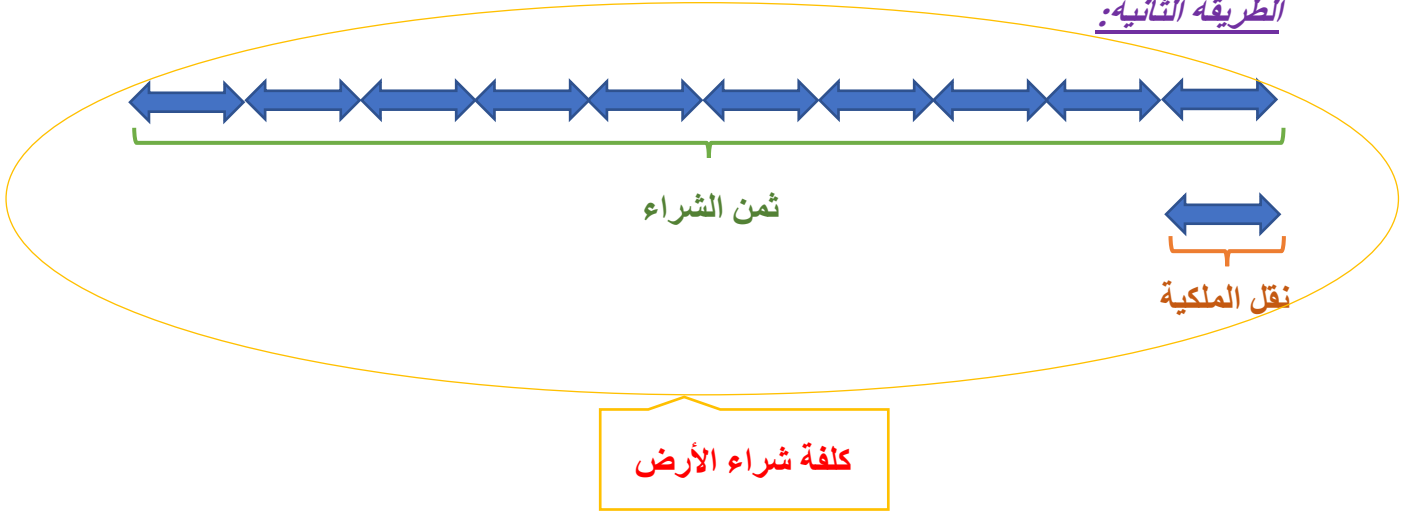 الطريقة الثانية:
ثمن الشراء
نقل الملكية
كلفة شراء الأرض